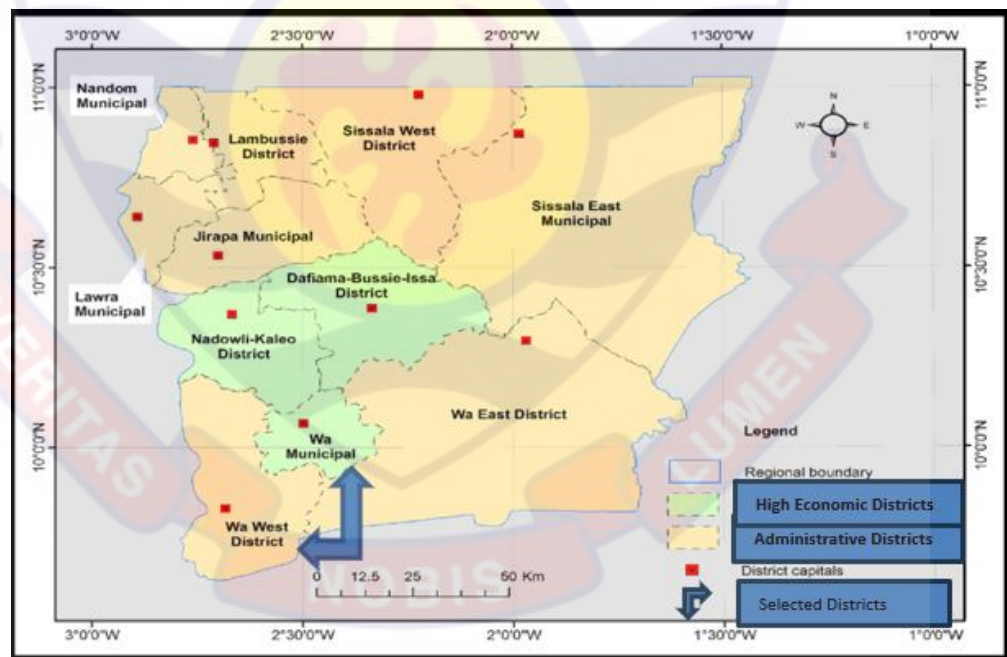 3°0'0"W 2°30'0"W 2°0'0"W 1°30'0"W 1°0'0"W
11°0'0"N
11°0'0"N
Nandom
Municipal
Lambussie
District
Sissala West
District
N
W E
S
Sissala East
Municipal
Jirapa Municipal
10°30'0"N
10°30'0"N
Lawra
Municipal
Dafiama-Bussie-Issa
District
Nadowli-Kaleo
District
Wa East District
Wa
Municipal
10°0'0"N
10°0'0"N
Wa West
District
0 12.5 25 50 Km
Legend
Regional boundary
High Economic Districts
Administrative Districts
District capitals
Selected Districts
VERITAS
NOBIS
LUMEN
3°0'0"W 2°30'0"W 2°0'0"W 1°30'0"W 1°0'0"W